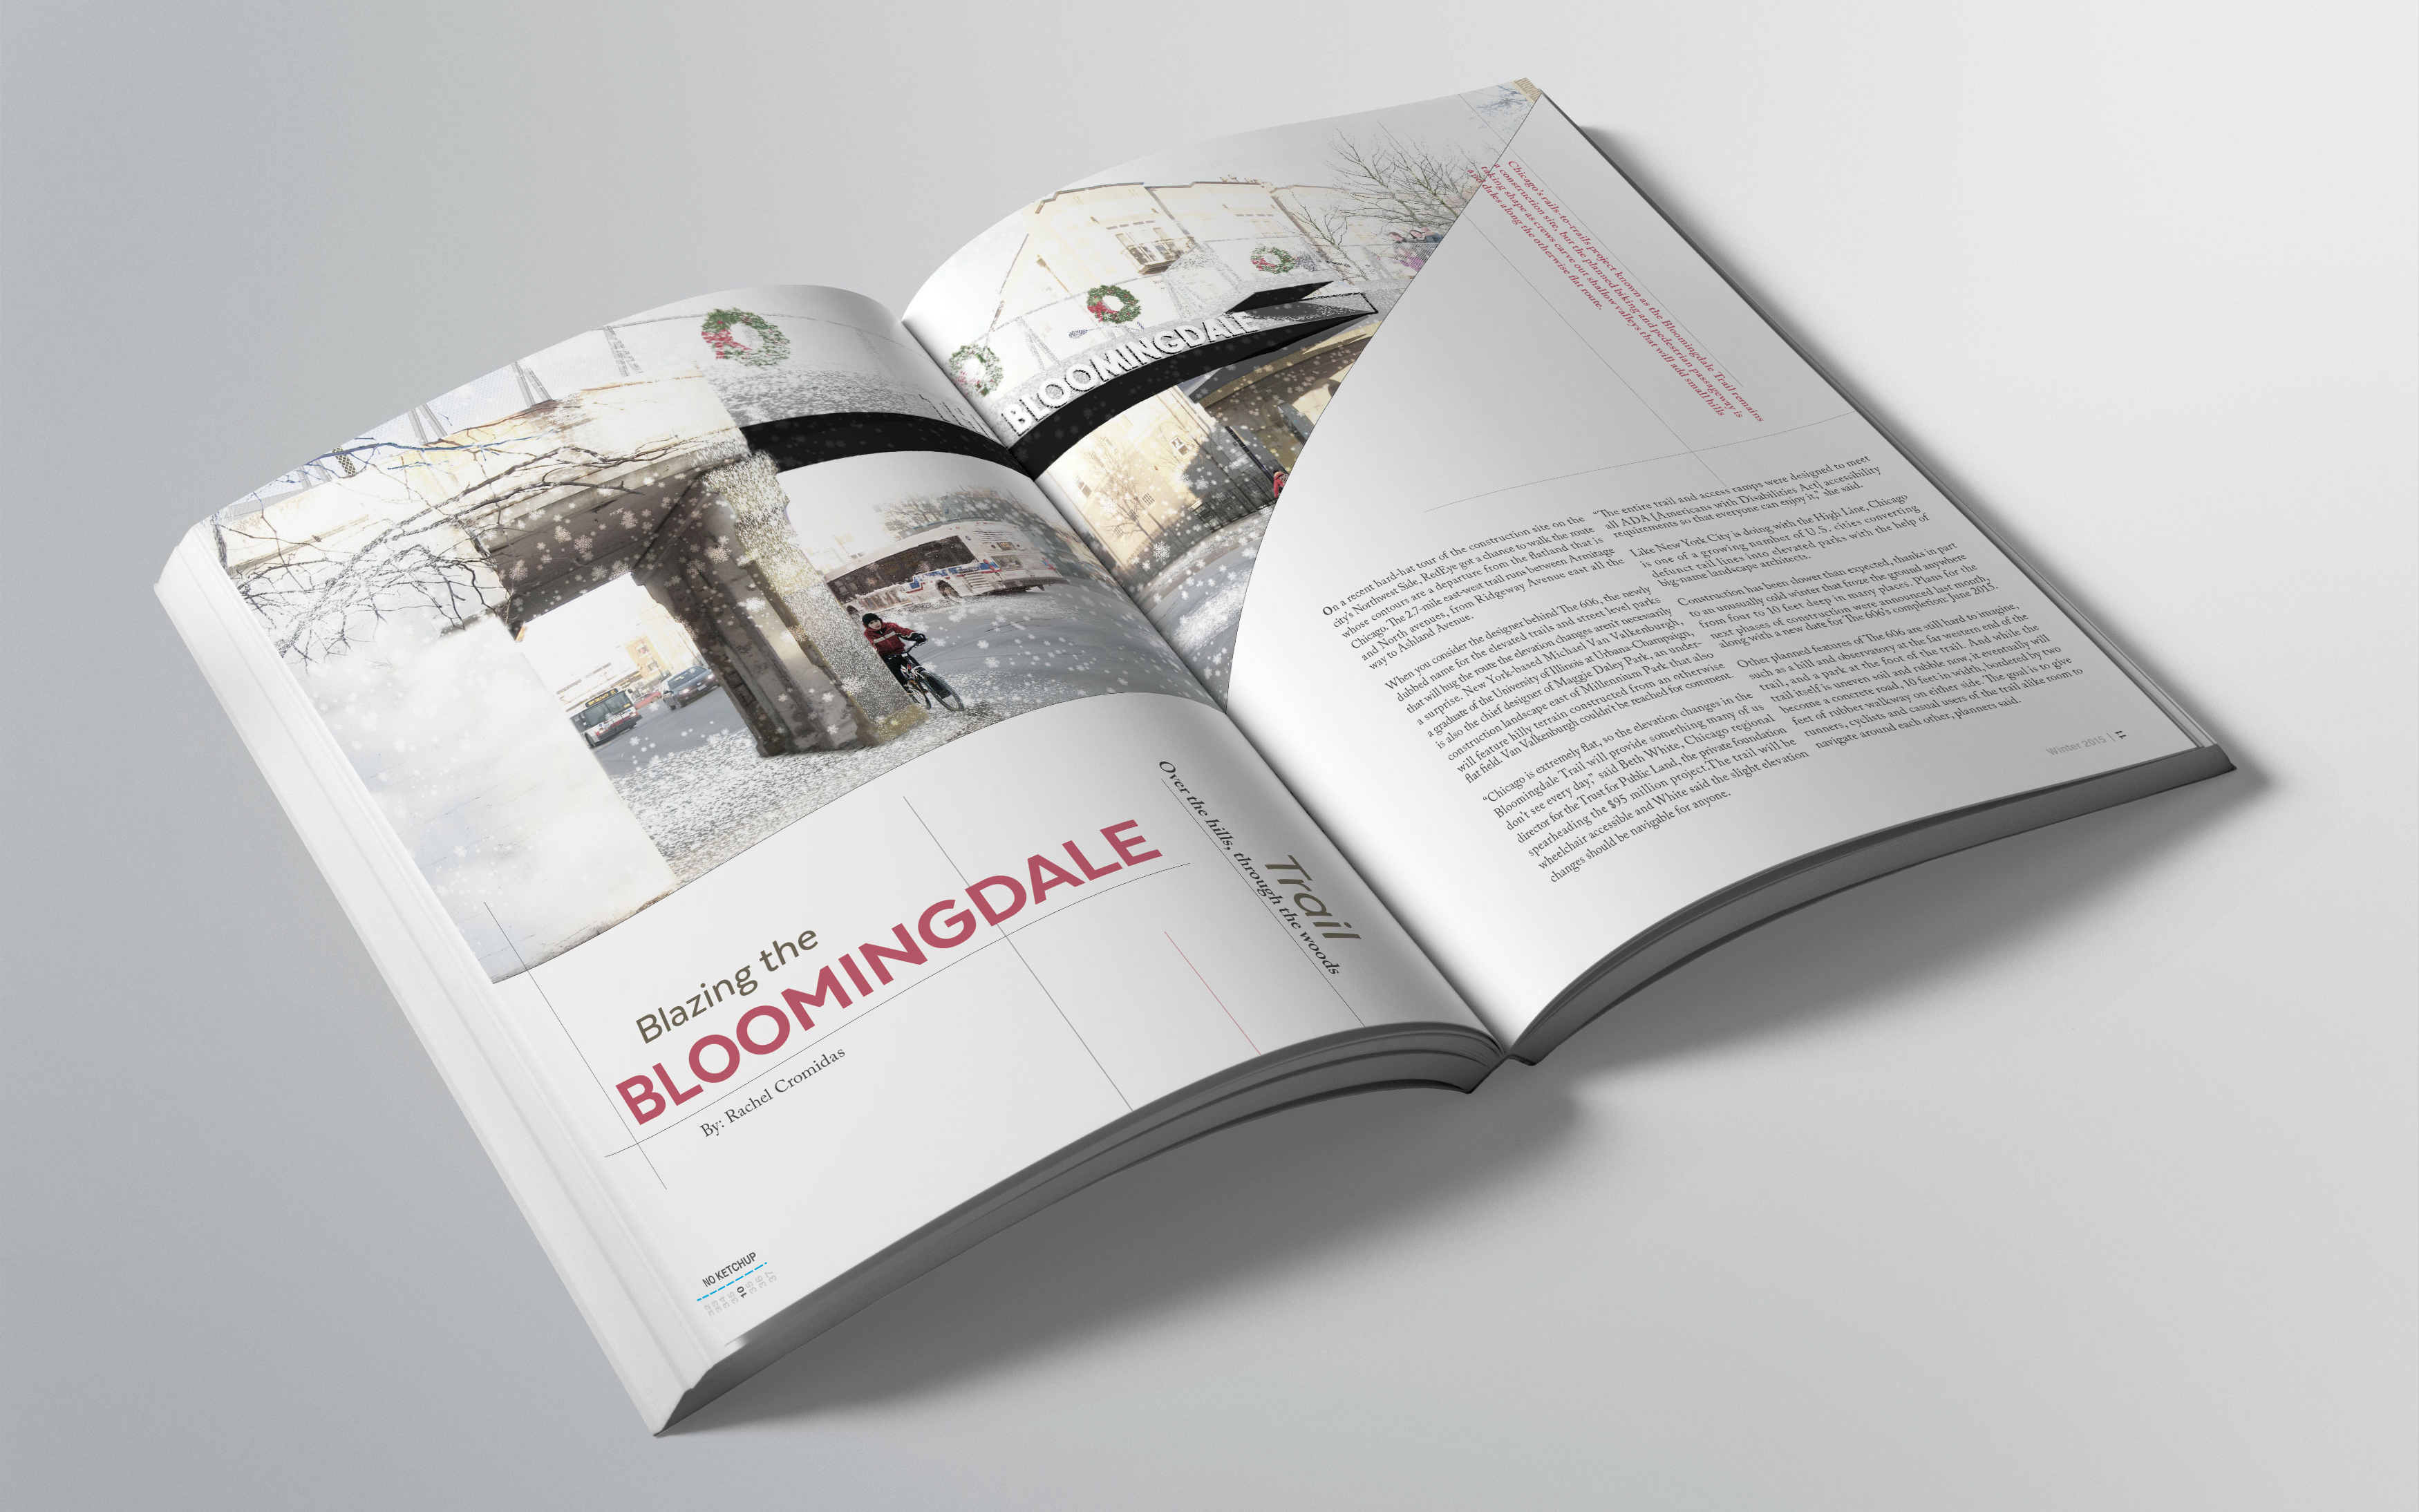 BLOOMINGDALE
Blazing the
BLOOMINGDALE
Trail
Over the hills, through the woods
By: Rachel Cromidas
NO KETCHUP
10
Chicago's rails-to-trails project known as the Bloomingdale Trail remains
a construction site, but the planned biking and pedestrian passageway is
taking shape as crews carve out shallow valleys that will add small hills
and dales along the otherwise flat route.
On a recent hard-hat tour of the construction site on the
city's Northwest Side, RedEye got a chance to walk the route
whose contours are a departure from the flatland that is
Chicago. The 2.7-mile east-west trail runs between Armitage
and North avenues, from Ridgeway Avenue east all the
way to Ashland Avenue.
When you consider the designer behind The 606, the newly
dubbed name for the elevated trails and street level parks
that will hug the route the elevation changes aren't necessarily
a surprise. New York-based Michael Van Valkenburgh,
a graduate of the University of Illinois at Urbana-Champaign,
is also the chief designer of Maggie Daley Park, an under-
construction landscape east of Millennium Park that also
will feature hilly terrain constructed from an otherwise
flat field. Van Valkenburgh couldn't be reached for comment.
"Chicago is extremely flat, so the elevation changes in the
Bloomingdale Trail will provide something many of us
don't see every day," said Beth White, Chicago regional
director for the Trust for Public Land, the private foundation
spearheading the $95 million project. The trail will be
wheelchair accessible and White said the slight elevation
changes should be navigable for anyone.
"The entire trail and access ramps were designed to meet
all ADA [Americans with Disabilities Act] accessibility
requirements so that everyone can enjoy it," she said.
Like New York City is doing with the High Line, Chicago
is one of a growing number of U.S. cities converting
defunct rail lines into elevated parks with the help of
big-name landscape architects.
Construction has been slower than expected, thanks in part
to an unusually cold winter that froze the ground anywhere
from four to 10 feet deep in many places. Plans for the
next phases of construction were announced last month,
along with a new date for The 606's completion: June 2015.
Other planned features of The 606 are still hard to imagine,
such as a hill and observatory at the far western end of the
trail, and a park at the foot of the trail. And while the
trail itself is uneven soil and rubble now, it eventually will
become a concrete road, 10 feet in width, bordered by two
feet of rubber walkway on either side. The goal is to give
runners, cyclists and casual users of the trail alike room to
navigate around each other, planners said.
Winter 2015 | 11